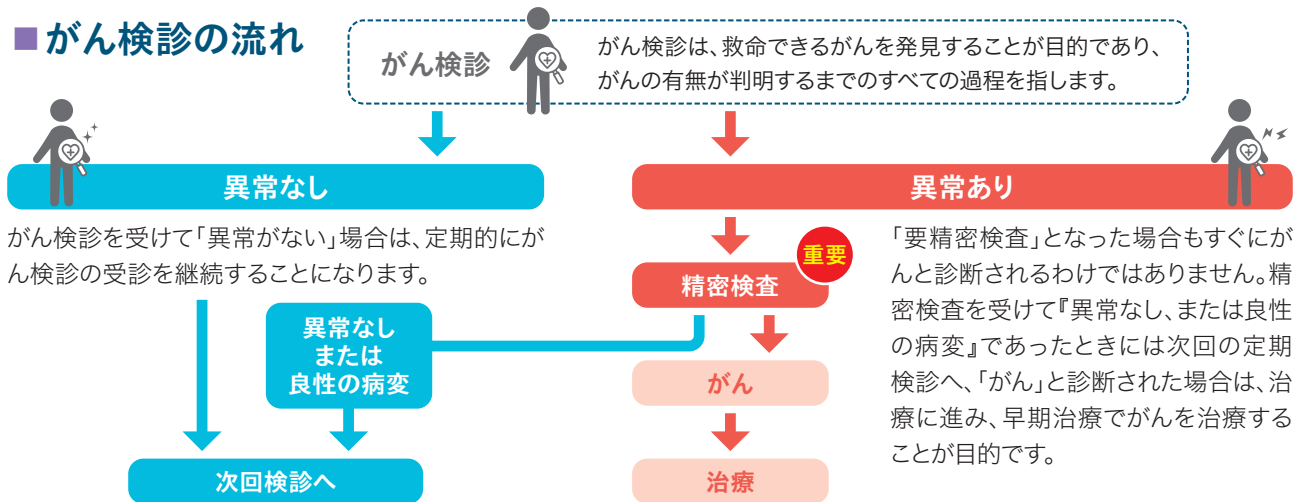 ■がん検診の流れ
がん検診
がん検診は、救命できるがんを発見することが目的であり、
がんの有無が判明するまでのすべての過程を指します。
異常なし
がん検診を受けて「異常がない」場合は、定期的にが
ん検診の受診を継続することになります。
異常あり
重要
精密検査
「要精密検査」となった場合もすぐにが
んと診断されるわけではありません。精
密検査を受けて『異常なし、または良性
の病変』であったときには次回の定期
検診へ、「がん」と診断された場合は、治
療に進み、早期治療でがんを治療する
ことが目的です。
異常なし
または
良性の病変
がん
次回検診へ
治療